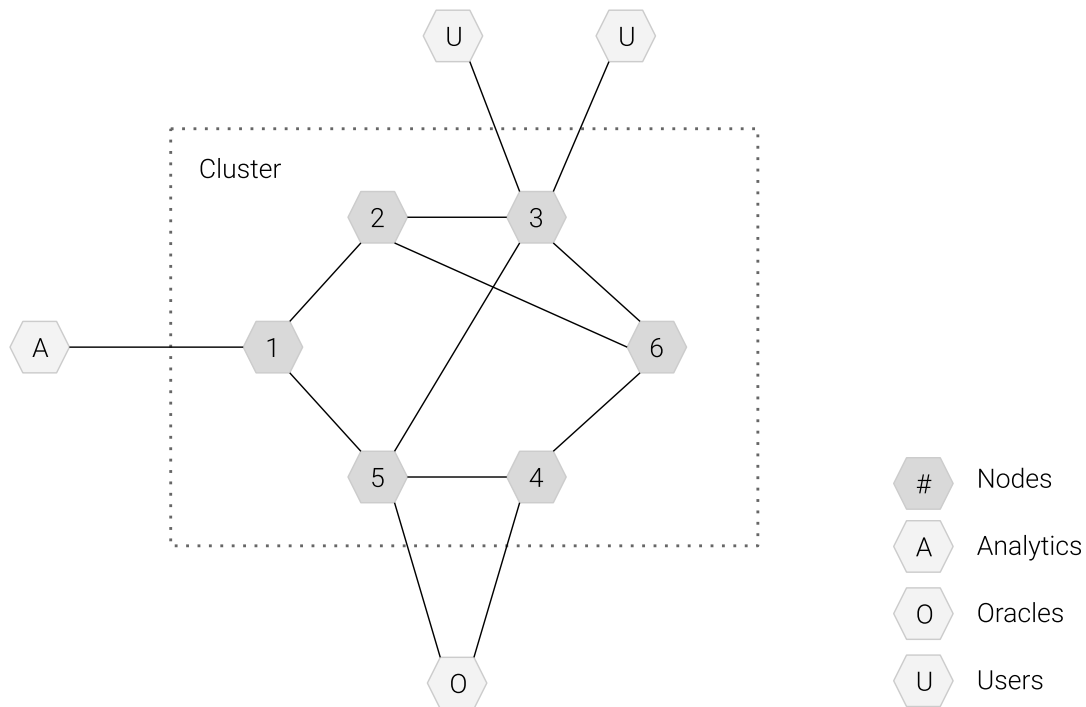 U
U
Cluster
2
3
A
1
6
5
4
O
# Nodes
A Analytics
O Oracles
U Users